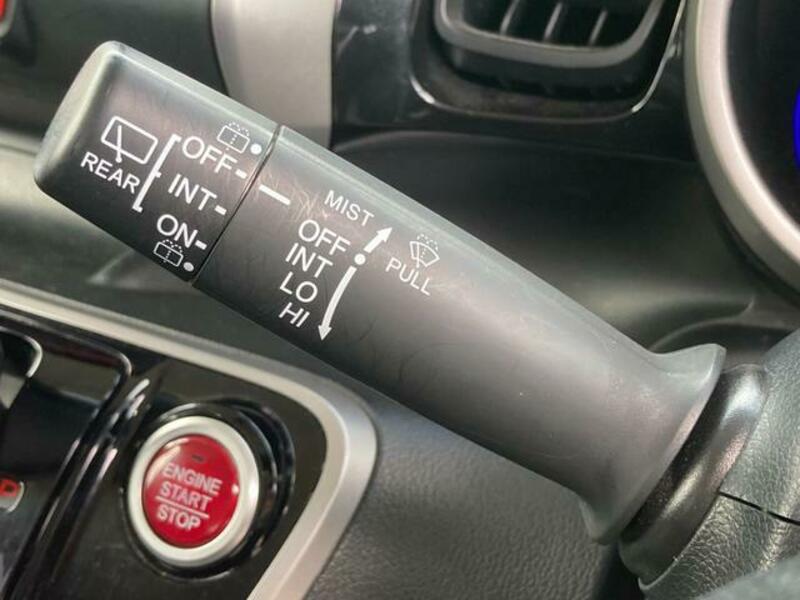 REAR
OFF
INT
ON
MIST
OFF
INT
LO
HI
PULL
ENGINE
START
STOP
P